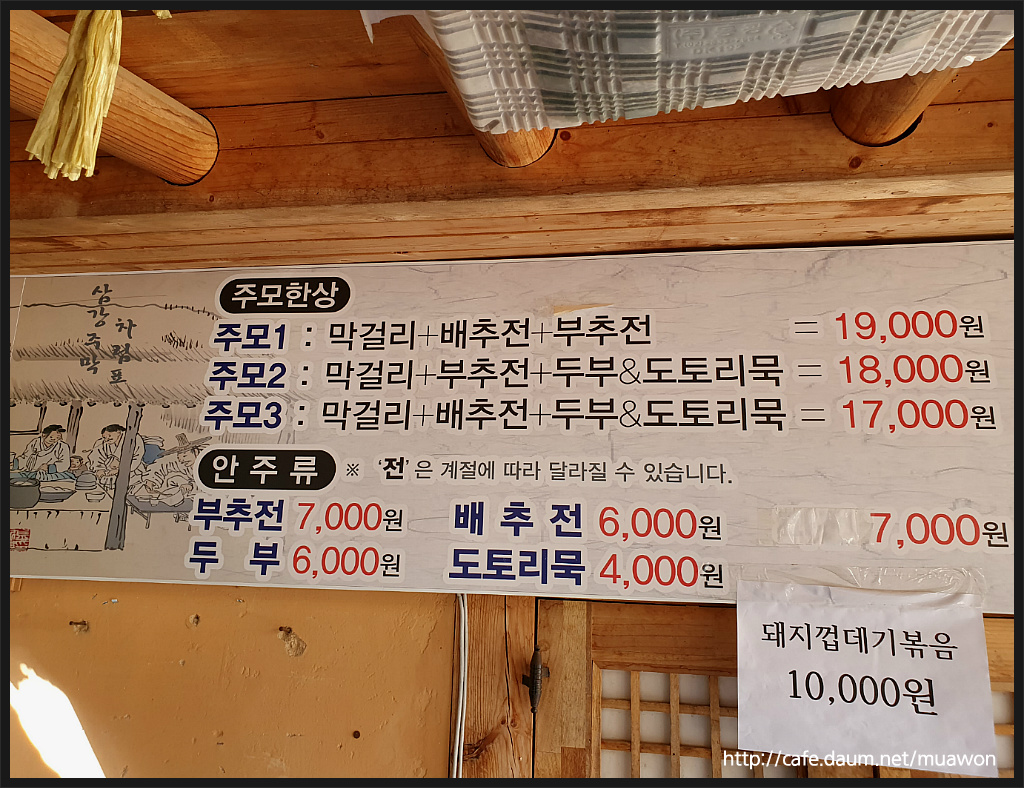 삼강주막
차림표
주모한상
주모1 : 막걸리+배추전+부추전 = 19,000원
주모2 : 막걸리+부추전+두부&도토리묵 = 18,000원
주모3 : 막걸리+배추전+두부&도토리묵 = 17,000원
안주류 ※ '전'은 계절에 따라 달라질 수 있습니다.
부추전 7,000원 배추전 6,000원 7,000원
두부 6,000원 도토리묵 4,000원
돼지껍데기볶음
10,000원
http://cafe.daum.net/muawon